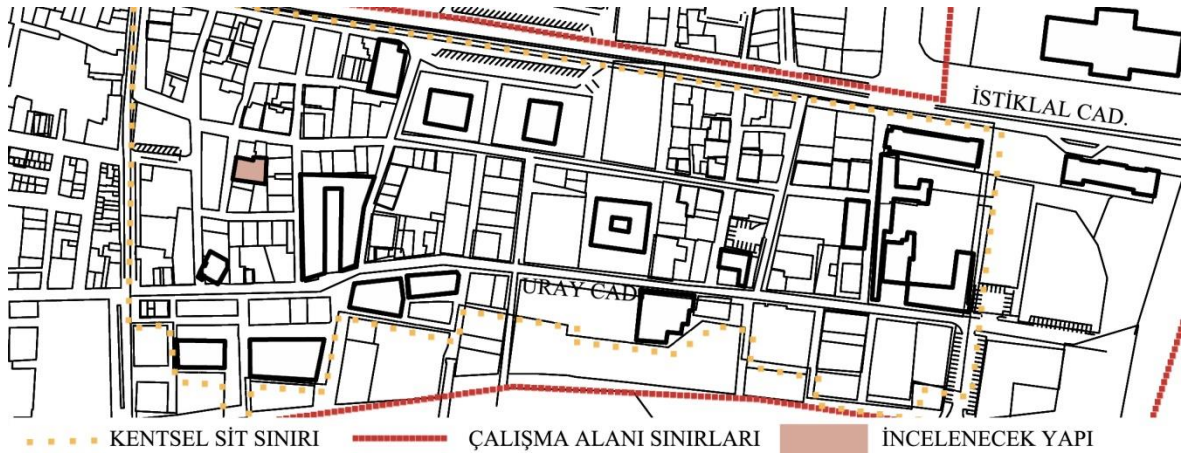 İSTİKLAL CAD.
URAY CAD.
KENTSEL SİT SINIRI
ÇALIŞMA ALANI SINIRLARI
İNCELENECEK YAPI